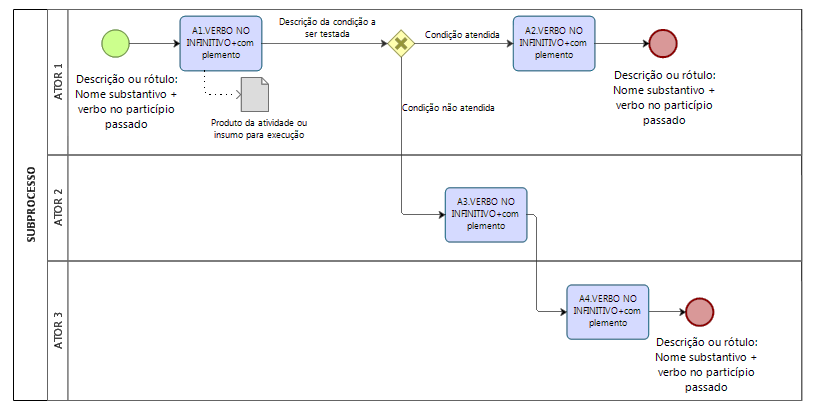 SUBPROCESSO
ATOR 1
Descrição ou rótulo:
Nome substantivo +
verbo no particípio
passado
A1.VERBO NO
INFINITIVO+com
plemento
Produto da atividade ou
insumo para execução
Descrição da condição a
ser testada
Condição atendida
Condição não atendida
A2.VERBO NO
INFINITIVO+com
plemento
Descrição ou rótulo:
Nome substantivo +
verbo no particípio
passado
ATOR 2
A3.VERBO NO
INFINITIVO+com
plemento
ATOR 3
A4.VERBO NO
INFINITIVO+com
plemento
Descrição ou rótulo:
Nome substantivo +
verbo no particípio
passado